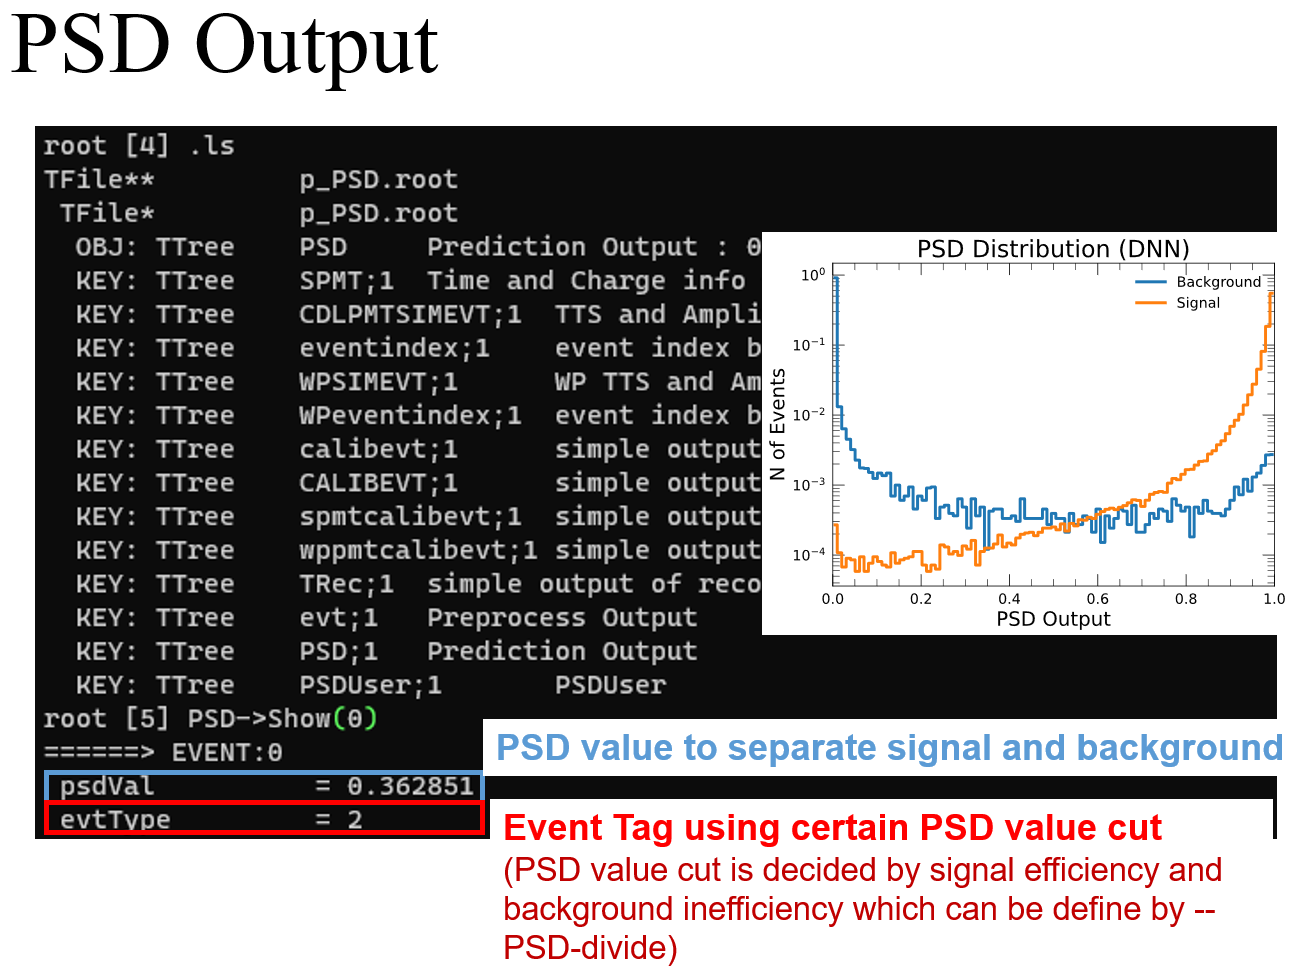 PSD Output
root [4] .ls
TFile** p_PSD.root
TFile* p_PSD.root
OBJ: TTree PSD Prediction Output : 0
KEY: TTree SPMT;1 Time and Charge info
KEY: TTree CDLPMTSIMEVT;1 TTS and Ampli
KEY: TTree eventindex;1 event index b
KEY: TTree WPSIMEVT;1 WP TTS and Am
KEY: TTree WPeventindex;1 event index b
KEY: TTree calibevt;1 simple output
KEY: TTree CALIBEVT;1 simple output
KEY: TTree spmtcalibevt;1 simple output
KEY: TTree wppmtcalibevt;1 simple output
KEY: TTree TRec;1 simple output of reco
KEY: TTree evt;1 Preprocess Output
KEY: TTree PSD;1 Prediction Output
KEY: TTree PSDUser;1 PSDUser
root [5] PSD->Show(0)
======> EVENT:0
psdVal = 0.362851
evtType = 2
PSD Distribution (DNN)
Background
Signal
N of Events
10⁰
10⁻¹
10⁻²
10⁻³
10⁻⁴
0.0 0.2 0.4 0.6 0.8 1.0
PSD Output
PSD value to separate signal and background
Event Tag using certain PSD value cut
(PSD value cut is decided by signal efficiency and
background inefficiency which can be define by --
PSD-divide)